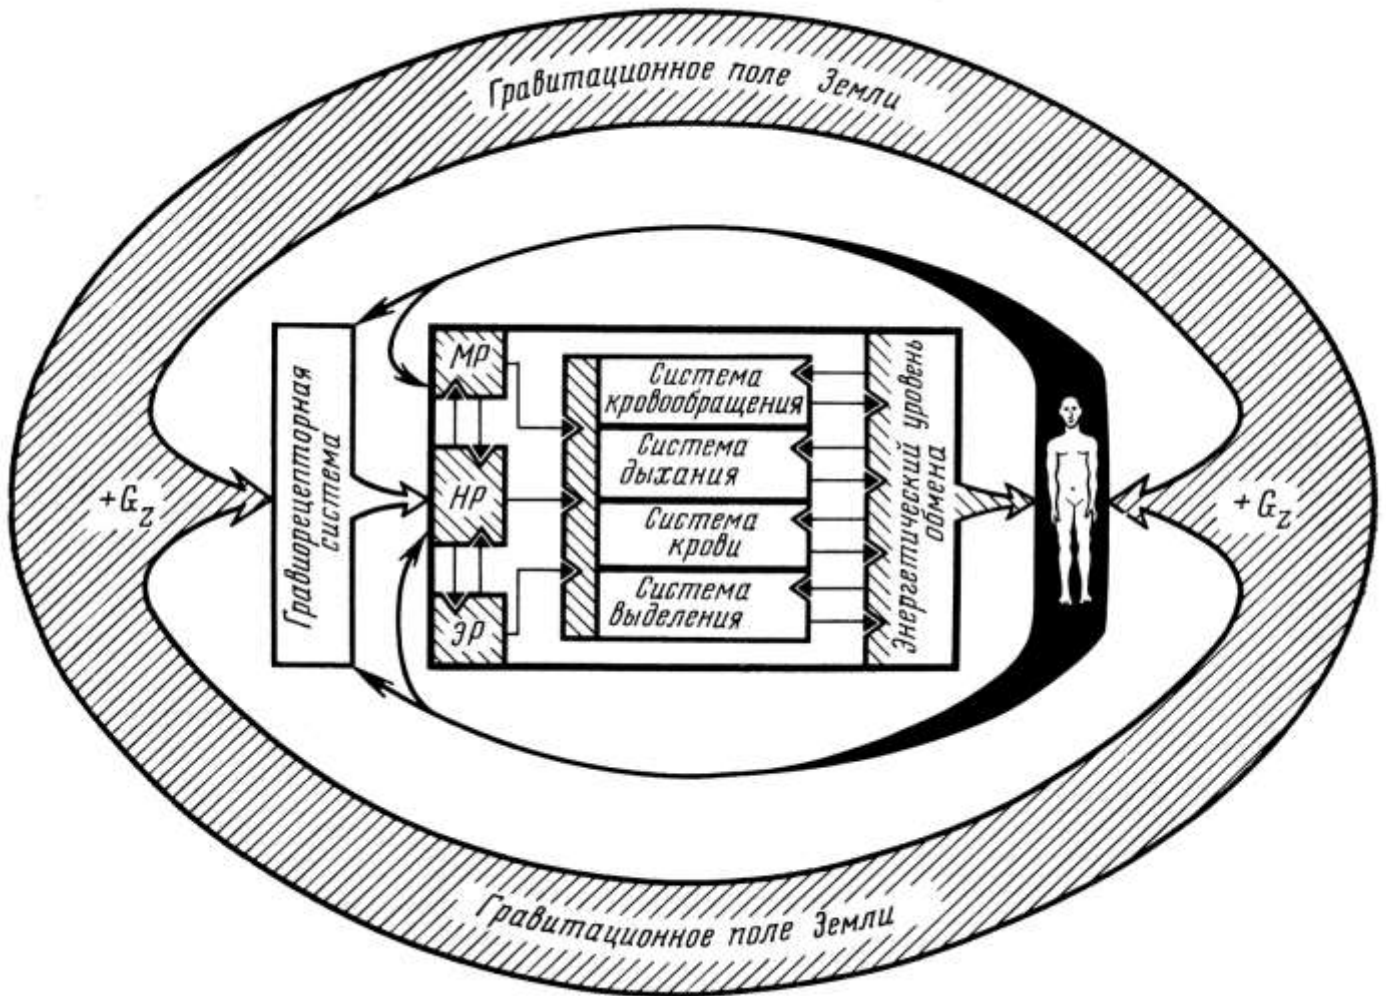 Гравитационное поле Земли
+Gz
Гравиорецепторная
система
МР
НР
ЭР
Система
кровообращения
Система
дыхания
Система
крови
Система
выделения
Энергетический уровень
обмена
+Gz
Гравитационное поле Земли